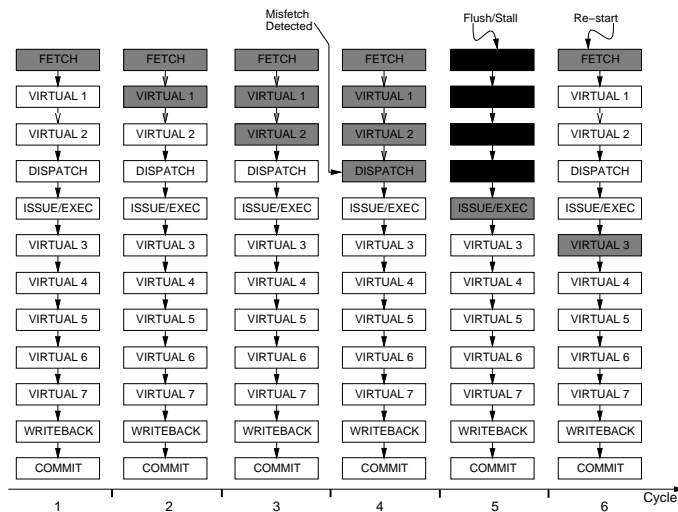 Misfetch
Detected
Flush/Stall
Re-start
FETCH FETCH FETCH FETCH FETCH
VIRTUAL 1 VIRTUAL 1 VIRTUAL 1 VIRTUAL 1 VIRTUAL 1
VIRTUAL 2 VIRTUAL 2 VIRTUAL 2 VIRTUAL 2 VIRTUAL 2
DISPATCH DISPATCH DISPATCH DISPATCH DISPATCH
ISSUE/EXEC ISSUE/EXEC ISSUE/EXEC ISSUE/EXEC ISSUE/EXEC ISSUE/EXEC
VIRTUAL 3 VIRTUAL 3 VIRTUAL 3 VIRTUAL 3 VIRTUAL 3 VIRTUAL 3
VIRTUAL 4 VIRTUAL 4 VIRTUAL 4 VIRTUAL 4 VIRTUAL 4 VIRTUAL 4
VIRTUAL 5 VIRTUAL 5 VIRTUAL 5 VIRTUAL 5 VIRTUAL 5 VIRTUAL 5
VIRTUAL 6 VIRTUAL 6 VIRTUAL 6 VIRTUAL 6 VIRTUAL 6 VIRTUAL 6
VIRTUAL 7 VIRTUAL 7 VIRTUAL 7 VIRTUAL 7 VIRTUAL 7 VIRTUAL 7
WRITEBACK WRITEBACK WRITEBACK WRITEBACK WRITEBACK WRITEBACK
COMMIT COMMIT COMMIT COMMIT COMMIT COMMIT
Cycle
1 2 3 4 5 6